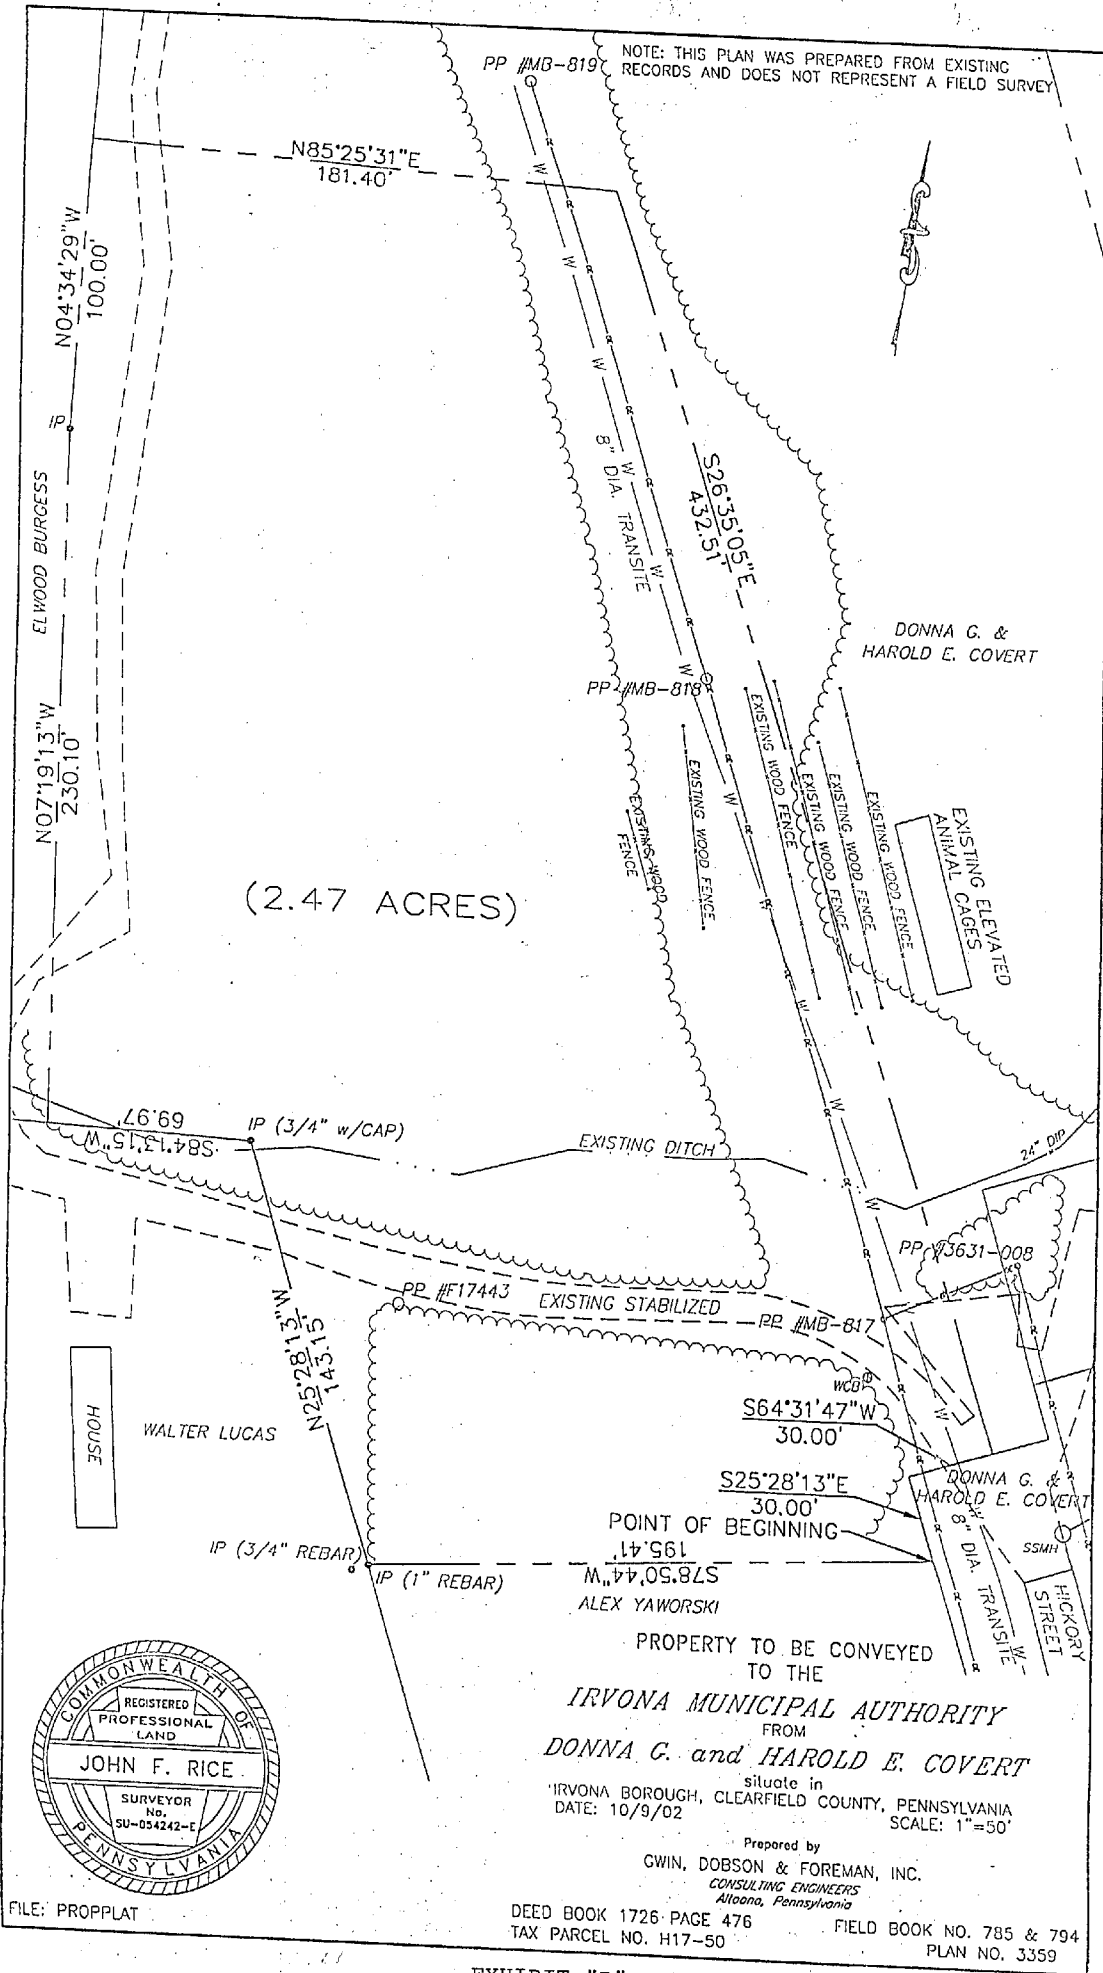 NOTE: THIS PLAN WAS PREPARED FROM EXISTING
RECORDS AND DOES NOT REPRESENT A FIELD SURVEY
PP #MB-819
N85°25'31"E
181.40'
N04°34'29"W
100.00'
IP
ELWOOD BURGESS
N07°19'13"W
230.10'
W
8" DIA. TRANSITE
S26°35'05"E
432.51'
DONNA G. &
HAROLD E. COVERT
PP #MB-818
EXISTING WOOD FENCE
EXISTING WOOD FENCE
EXISTING WOOD FENCE
EXISTING WOOD FENCE
EXISTING WOOD FENCE
EXISTING WOOD
FENCE
EXISTING ELEVATED
ANIMAL CAGES
(2.47 ACRES)
69.97'
S84°13'15"W
IP (3/4" w/CAP)
EXISTING DITCH
24" DIP
PP #3631-008
PP #F17443
EXISTING STABILIZED
PP #MB-817
N25°28'13"W
143.15'
WCB
S64°31'47"W
30.00'
HOUSE
WALTER LUCAS
S25°28'13"E
30.00'
DONNA G. &
HAROLD E. COVERT
POINT OF BEGINNING
195.41'
S78°50'44"W
IP (3/4" REBAR)
IP (1" REBAR)
ALEX YAWORSKI
8" DIA. TRANSITE
SSMH
HICKORY
STREET
PROPERTY TO BE CONVEYED
TO THE
IRVONA MUNICIPAL AUTHORITY
FROM
DONNA G. and HAROLD E. COVERT
situate in
IRVONA BOROUGH, CLEARFIELD COUNTY, PENNSYLVANIA
DATE: 10/9/02
SCALE: 1"=50'
Prepared by
GWIN, DOBSON & FOREMAN, INC.
CONSULTING ENGINEERS
Altoona, Pennsylvania
COMMONWEALTH OF
REGISTERED
PROFESSIONAL
LAND
JOHN F. RICE
SURVEYOR
No.
SU-054242-E
PENNSYLVANIA
FILE: PROPPLAT
DEED BOOK 1726 PAGE 476
TAX PARCEL NO. H17-50
FIELD BOOK NO. 785 & 794
PLAN NO. 3359